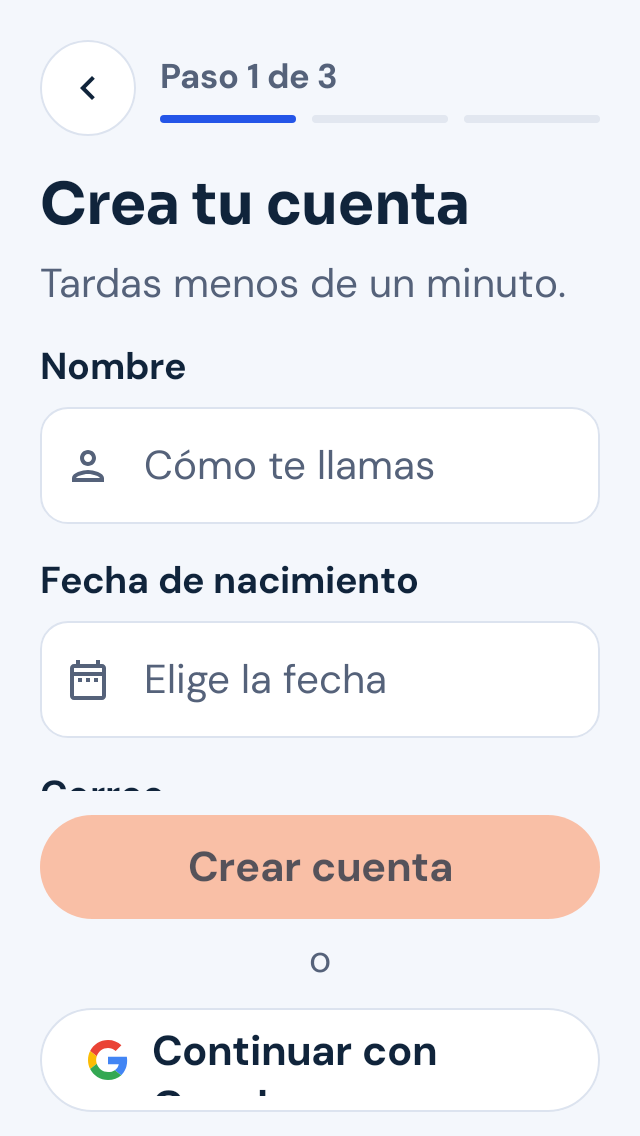 Paso 1 de 3
Crea tu cuenta
Tardas menos de un minuto.
Nombre
Cómo te llamas
Fecha de nacimiento
Elige la fecha
Crear cuenta
o
Continuar con